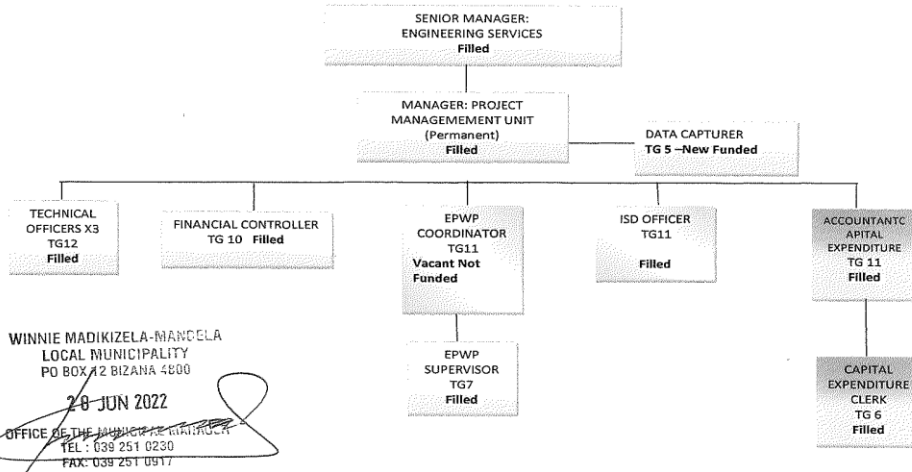 SENIOR MANAGER:
ENGINEERING SERVICES
Filled
MANAGER: PROJECT
MANAGEMEMENT UNIT
(Permanent)
Filled
DATA CAPTURER
TG 5 –New Funded
TECHNICAL
OFFICERS X3
TG12
Filled
FINANCIAL CONTROLLER
TG 10 Filled
EPWP
COORDINATOR
TG11
Vacant Not
Funded
ISD OFFICER
TG11
Filled
ACCOUNTANTC
APITAL
EXPENDITURE
TG 11
Filled
EPWP
SUPERVISOR
TG7
Filled
CAPITAL
EXPENDITURE
CLERK
TG 6
Filled
WINNIE MADIKIZELA-MANDELA
LOCAL MUNICIPALITY
PO BOX 12 BIZANA 4800
28 JUN 2022
OFFICE OF THE MUNICIPAL MANAGER
TEL : 039 251 0230
FAX: 039 251 0917